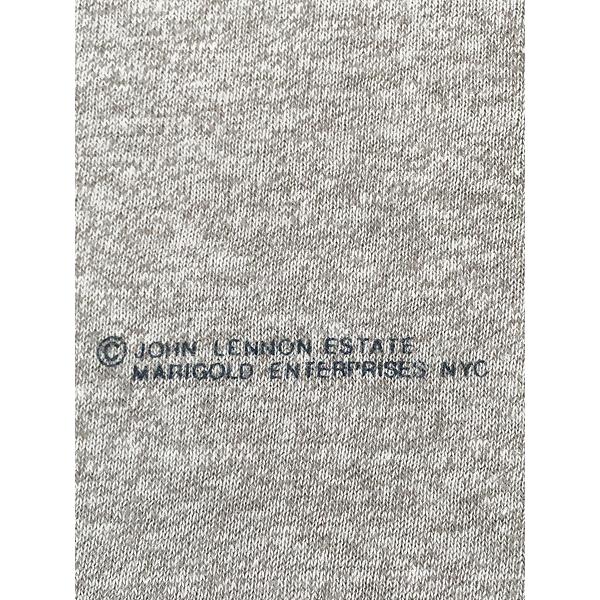 © JOHN LENNON ESTATE
MARIGOLD ENTERPRISES NYC